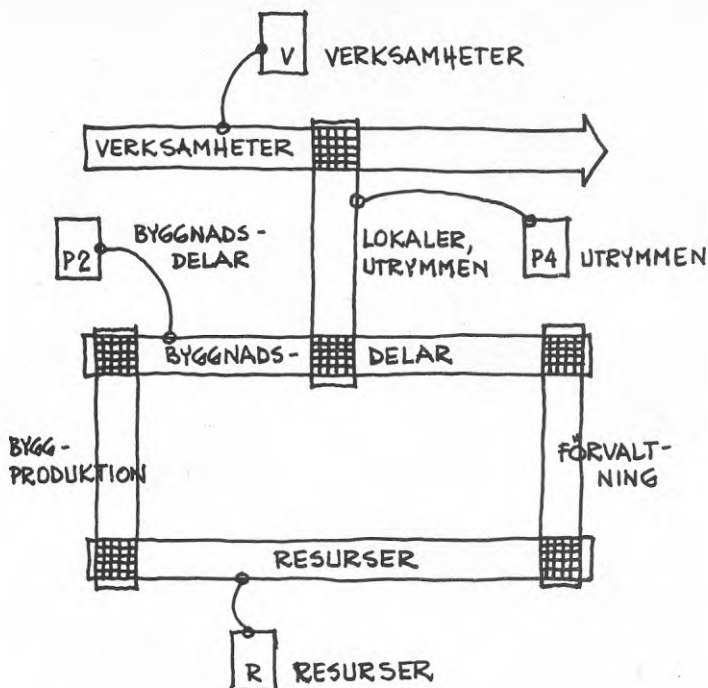 V VERKSAMHETER
VERKSAMHETER
P2
BYGGNADS-
DELAR
LOKALER,
UTRYMMEN
P4 UTRYMMEN
BYGGNADS- DELAR
BYGG-
PRODUKTION
FÖRVALT-
NING
RESURSER
R RESURSER